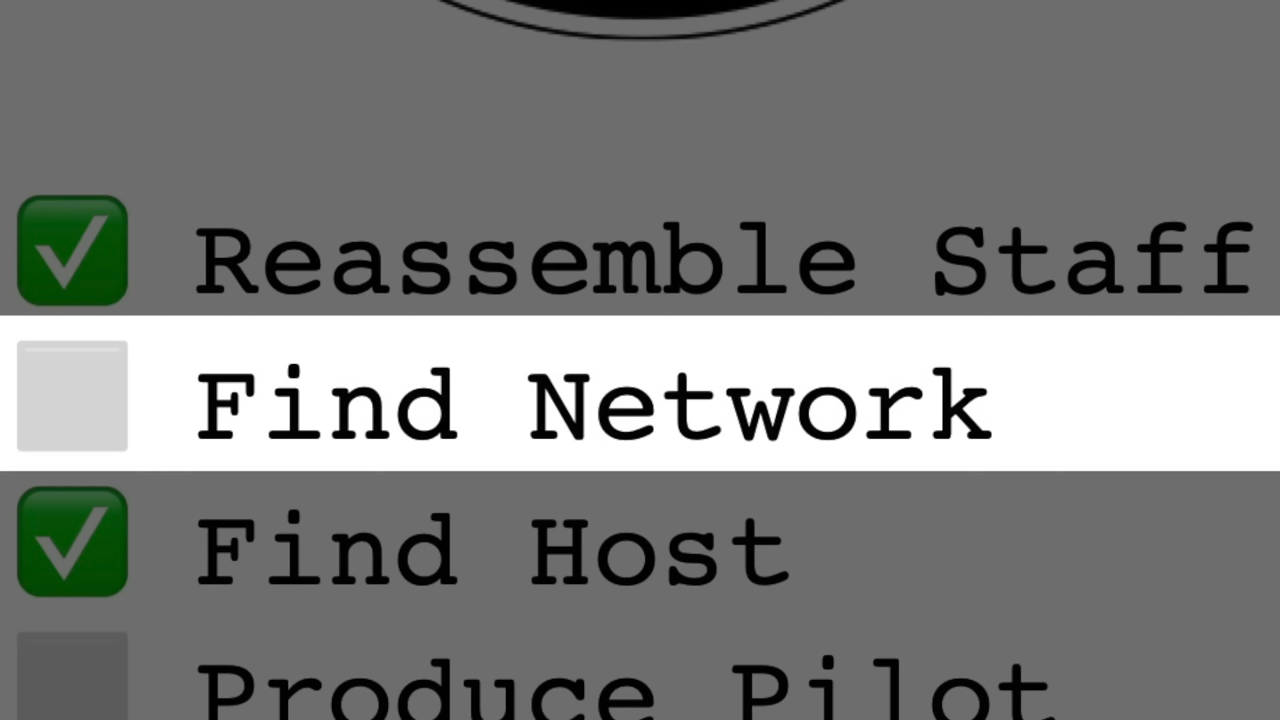 Reassemble Staff
Find Network
Find Host
Produce Pilot